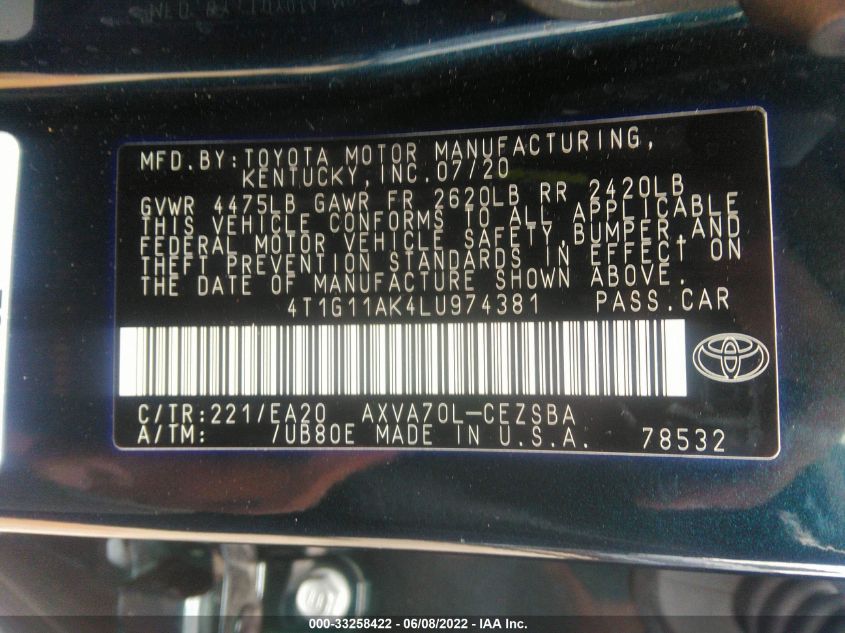 MFD.BY:TOYOTA MOTOR MANUFACTURING,
KENTUCKY,INC.07/20
GVWR 4475LB GAWR FR 2620LB RR 2420LB
THIS VEHICLE CONFORMS TO ALL APPLICABLE
FEDERAL MOTOR VEHICLE SAFETY,BUMPER,AND
THEFT PREVENTION STANDARDS IN EFFECT ON
THE DATE OF MANUFACTURE SHOWN ABOVE.
4T1G11AK4LU974381 PASS.CAR
C/TR:221/EA20 AXVA70L-CEZSBA
A/TM: /UB80E MADE IN U.S.A. 78532
000-33258422 - 06/08/2022 - IAA Inc.